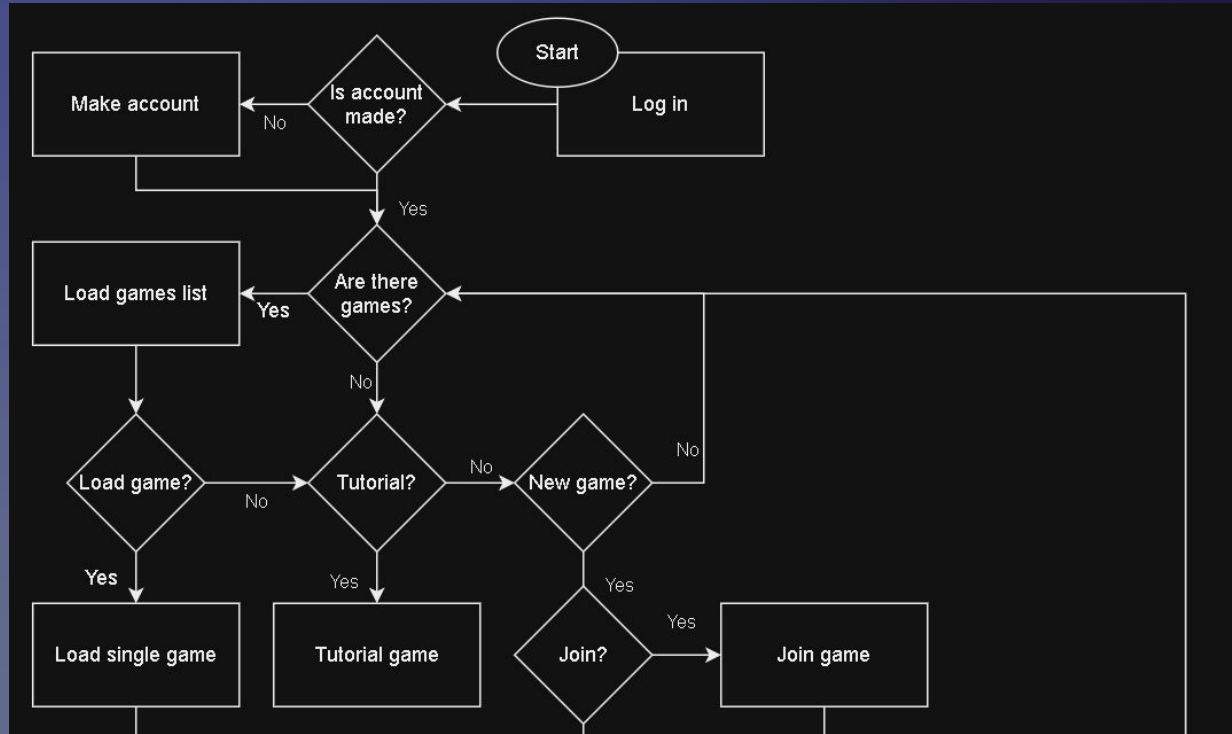 Start
Make account
Is account
made?
Log in
No
Yes
Load games list
Are there
games?
Yes
No
Load game?
No
Tutorial?
No
New game?
No
Yes
Yes
Yes
Load single game
Tutorial game
Join?
Yes
Join game